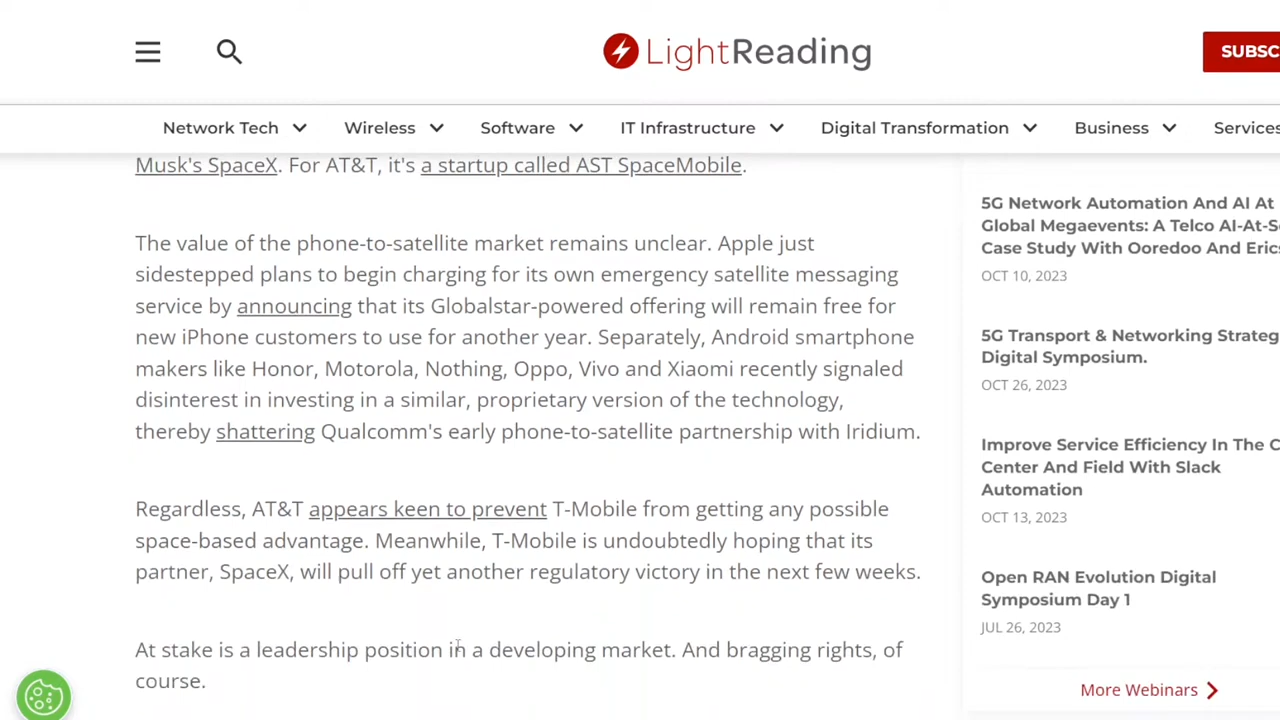 LightReading
SUBSC
Network Tech
Wireless
Software
IT Infrastructure
Digital Transformation
Business
Services
Musk's SpaceX. For AT&T, it's a startup called AST SpaceMobile.
The value of the phone-to-satellite market remains unclear. Apple just
sidestepped plans to begin charging for its own emergency satellite messaging
service by announcing that its Globalstar-powered offering will remain free for
new iPhone customers to use for another year. Separately, Android smartphone
makers like Honor, Motorola, Nothing, Oppo, Vivo and Xiaomi recently signaled
disinterest in investing in a similar, proprietary version of the technology,
thereby shattering Qualcomm's early phone-to-satellite partnership with Iridium.
Regardless, AT&T appears keen to prevent T-Mobile from getting any possible
space-based advantage. Meanwhile, T-Mobile is undoubtedly hoping that its
partner, SpaceX, will pull off yet another regulatory victory in the next few weeks.
At stake is a leadership position in a developing market. And bragging rights, of
course.
5G Network Automation And AI At
Global Megaevents: A Telco AI-At-S
Case Study With Ooredoo And Erics
OCT 10, 2023
5G Transport & Networking Strateg
Digital Symposium.
OCT 26, 2023
Improve Service Efficiency In The C
Center And Field With Slack
Automation
OCT 13, 2023
Open RAN Evolution Digital
Symposium Day 1
JUL 26, 2023
More Webinars